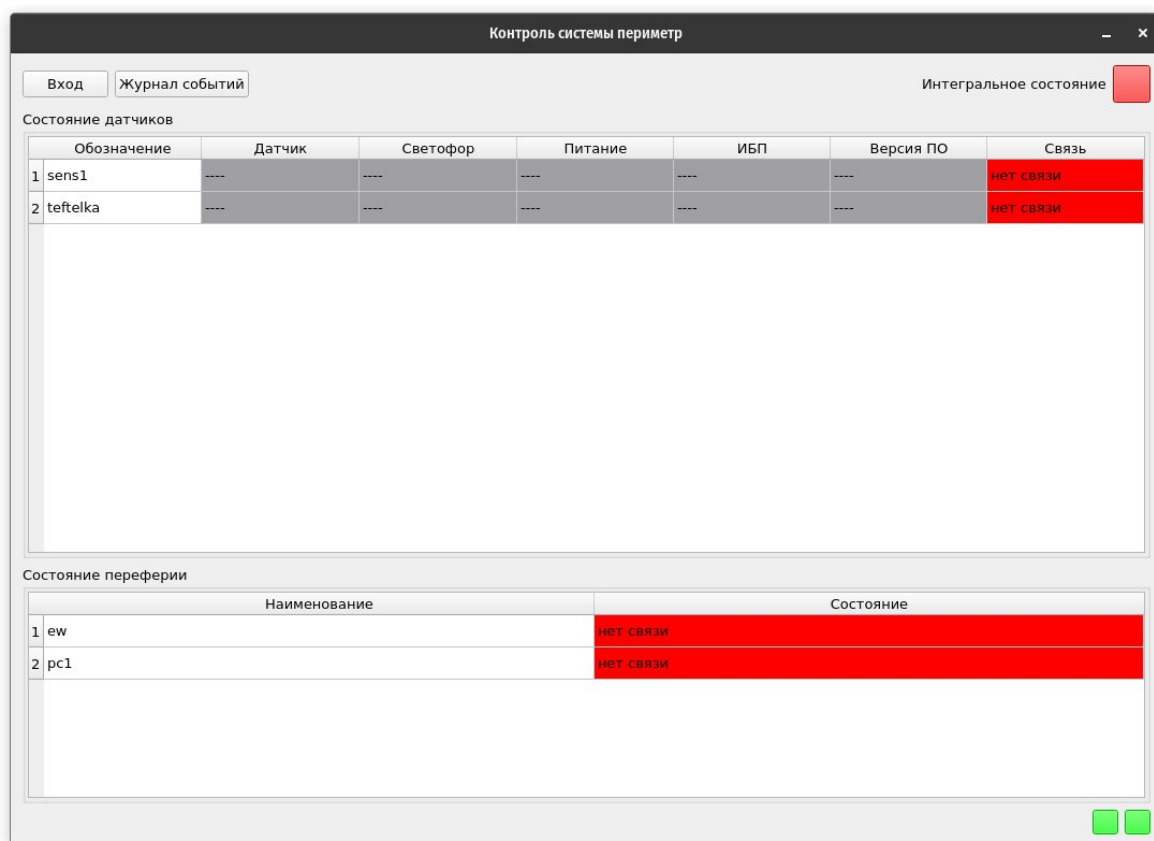 Контроль системы периметр
Вход Журнал событий Интегральное состояние
Состояние датчиков
Обозначение Датчик Светофор Питание ИБП Версия ПО Связь
1 sens1 ---- ---- ---- ---- ---- нет связи
2 teftelka ---- ---- ---- ---- ---- нет связи
Состояние переферии
Наименование Состояние
1 ew нет связи
2 pc1 нет связи